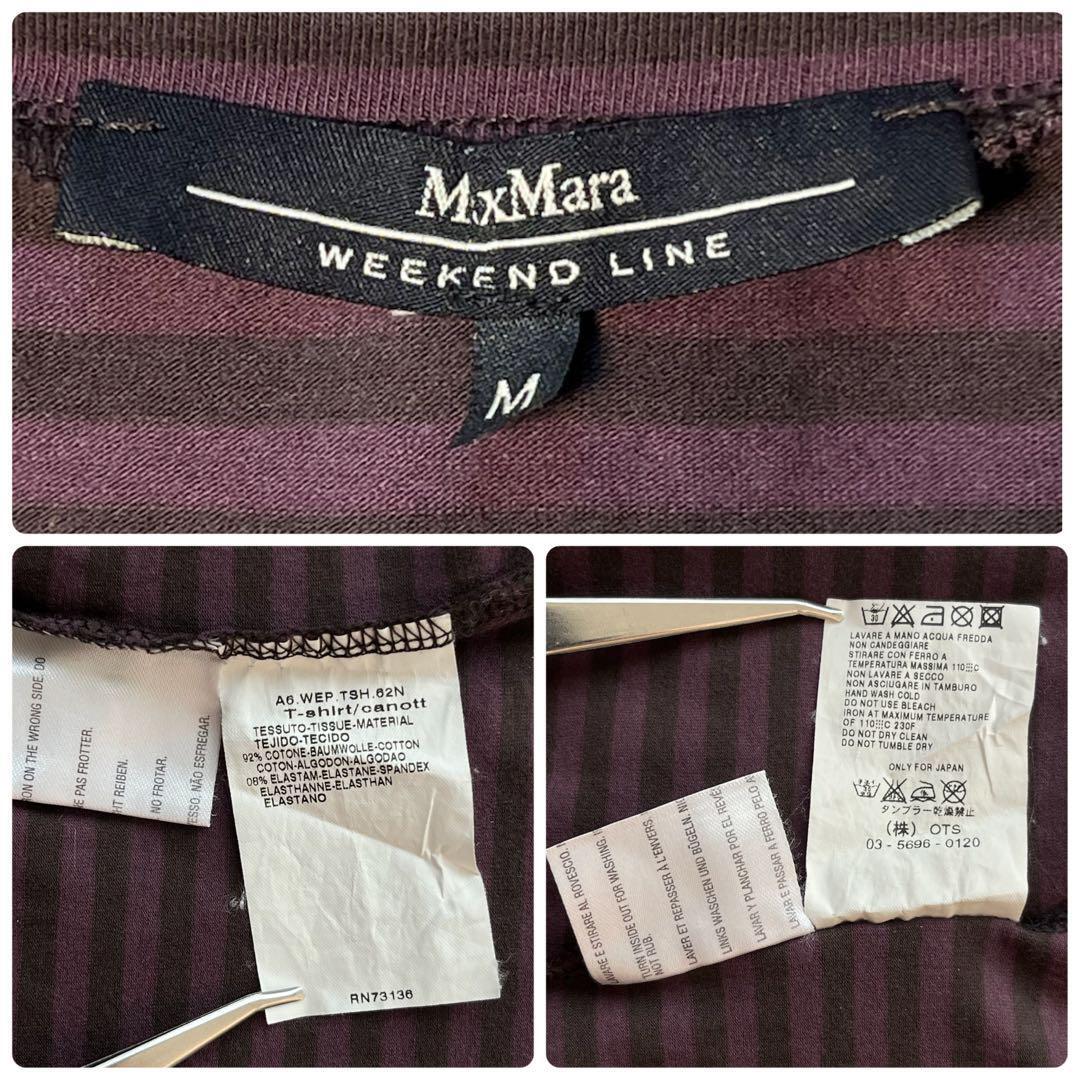 MxMara
WEEKEND LINE
M
ON ON THE WRONG SIDE, DO
E PAS FROTTER.
HT REIBEN.
NO FROTAR.
ESSO. NÃO ESFREGAR.
A6.WEP.TSH.62N
T-shirt/canott
TESSUTO-TISSUE-MATERIAL
TEJIDO-TECIDO
92% COTONE-BAUMWOLLE-COTTON
COTON-ALGODON-ALGODAO
08% ELASTAM-ELASTANE-SPANDEX
ELASTHANNE-ELASTHAN
ELASTANO
RN73136
30
LAVARE A MANO ACQUA FREDDA
NON CANDEGGIARE
STIRARE CON FERRO A
TEMPERATURA MASSIMA 110 C
NON LAVARE A SECCO
NON ASCIUGARE IN TAMBURO
HAND WASH COLD
DO NOT USE BLEACH
IRON AT MAXIMUM TEMPERATURE
OF 110 C 230F
DO NOT DRY CLEAN
DO NOT TUMBLE DRY
ONLY FOR JAPAN
タンブラー乾燥禁止
(株) OTS
03-5696-0120
AVARE E STIRARE AL ROVESCIO.
TURN INSIDE OUT FOR WASHING,
NOT RUB.
LAVER ET REPASSER A L'ENVERS.
LINKS WASCHEN UND BÜGELN.
LAVAR Y PLANCHAR POR EL REVÉ
LAVAR E PASSAR A FERRO PELO A